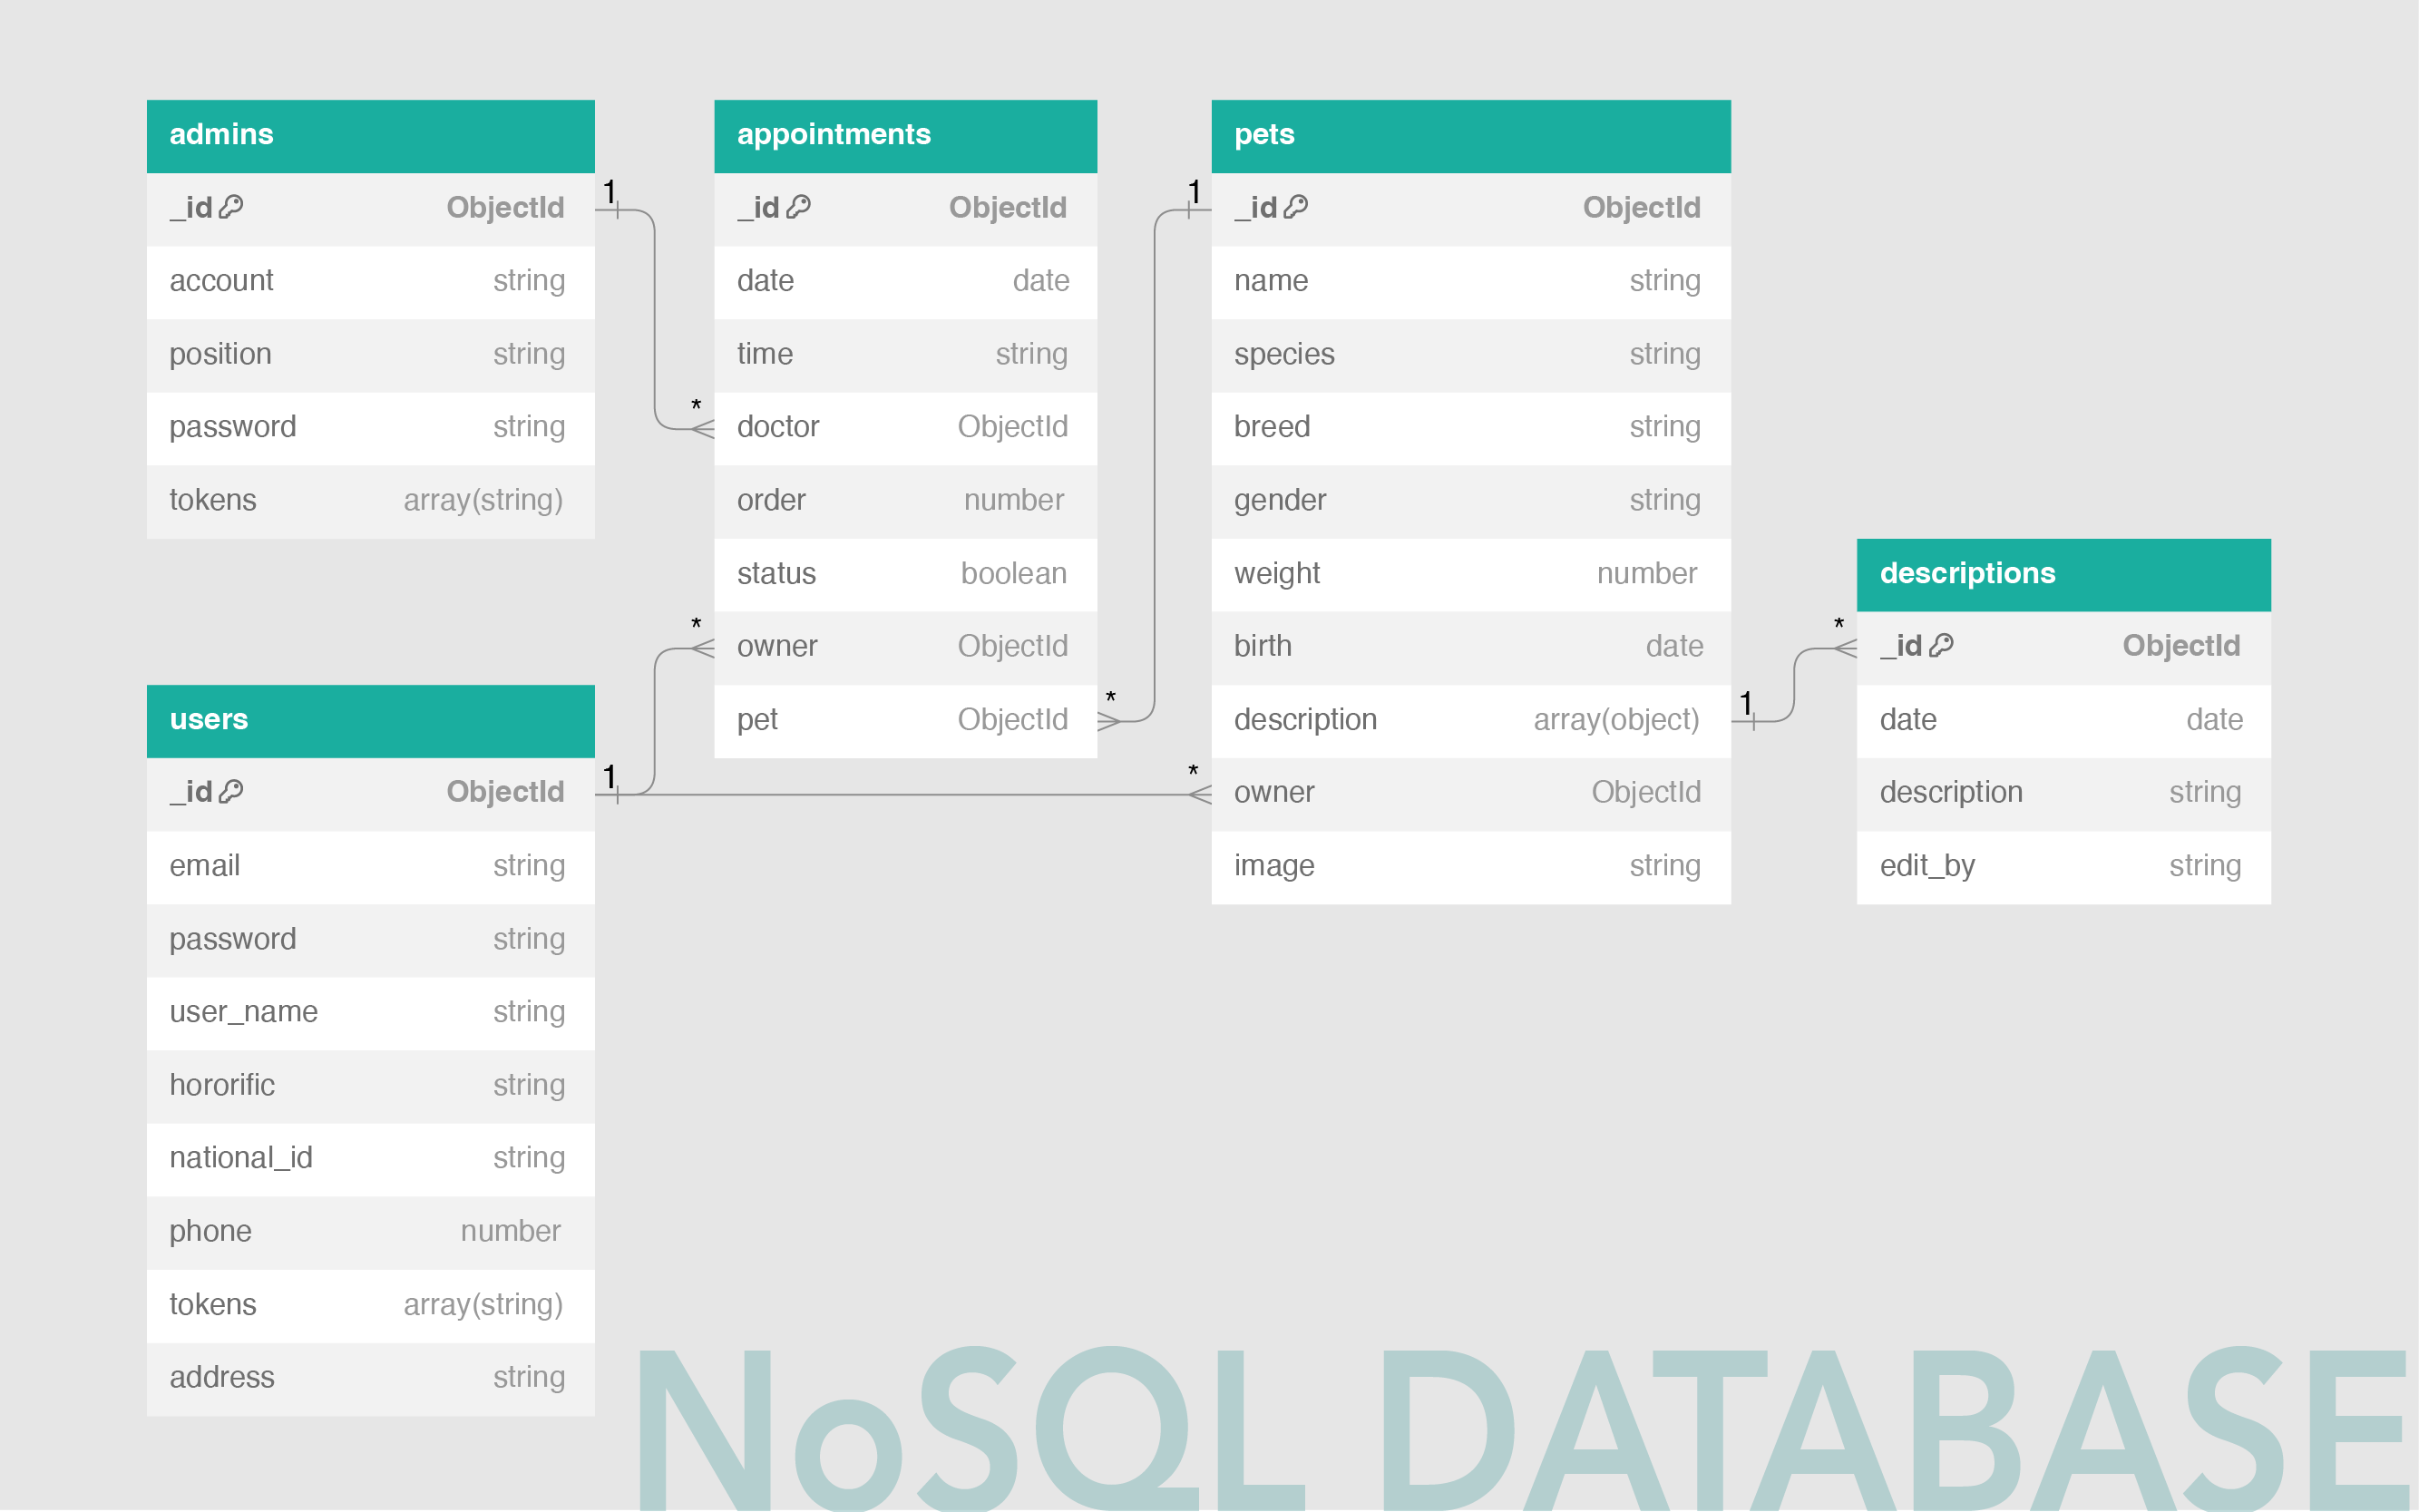 admins
_id ObjectId
account string
position string
password string
tokens array(string)
users
_id ObjectId
email string
password string
user_name string
hororific string
national_id string
phone number
tokens array(string)
address string
appointments
_id ObjectId
date date
time string
doctor ObjectId
order number
status boolean
owner ObjectId
pet ObjectId
pets
_id ObjectId
name string
species string
breed string
gender string
weight number
birth date
description array(object)
owner ObjectId
image string
descriptions
_id ObjectId
date date
description string
edit_by string
1
*
1
*
*
1
*
1
*
NoSQL DATABASE